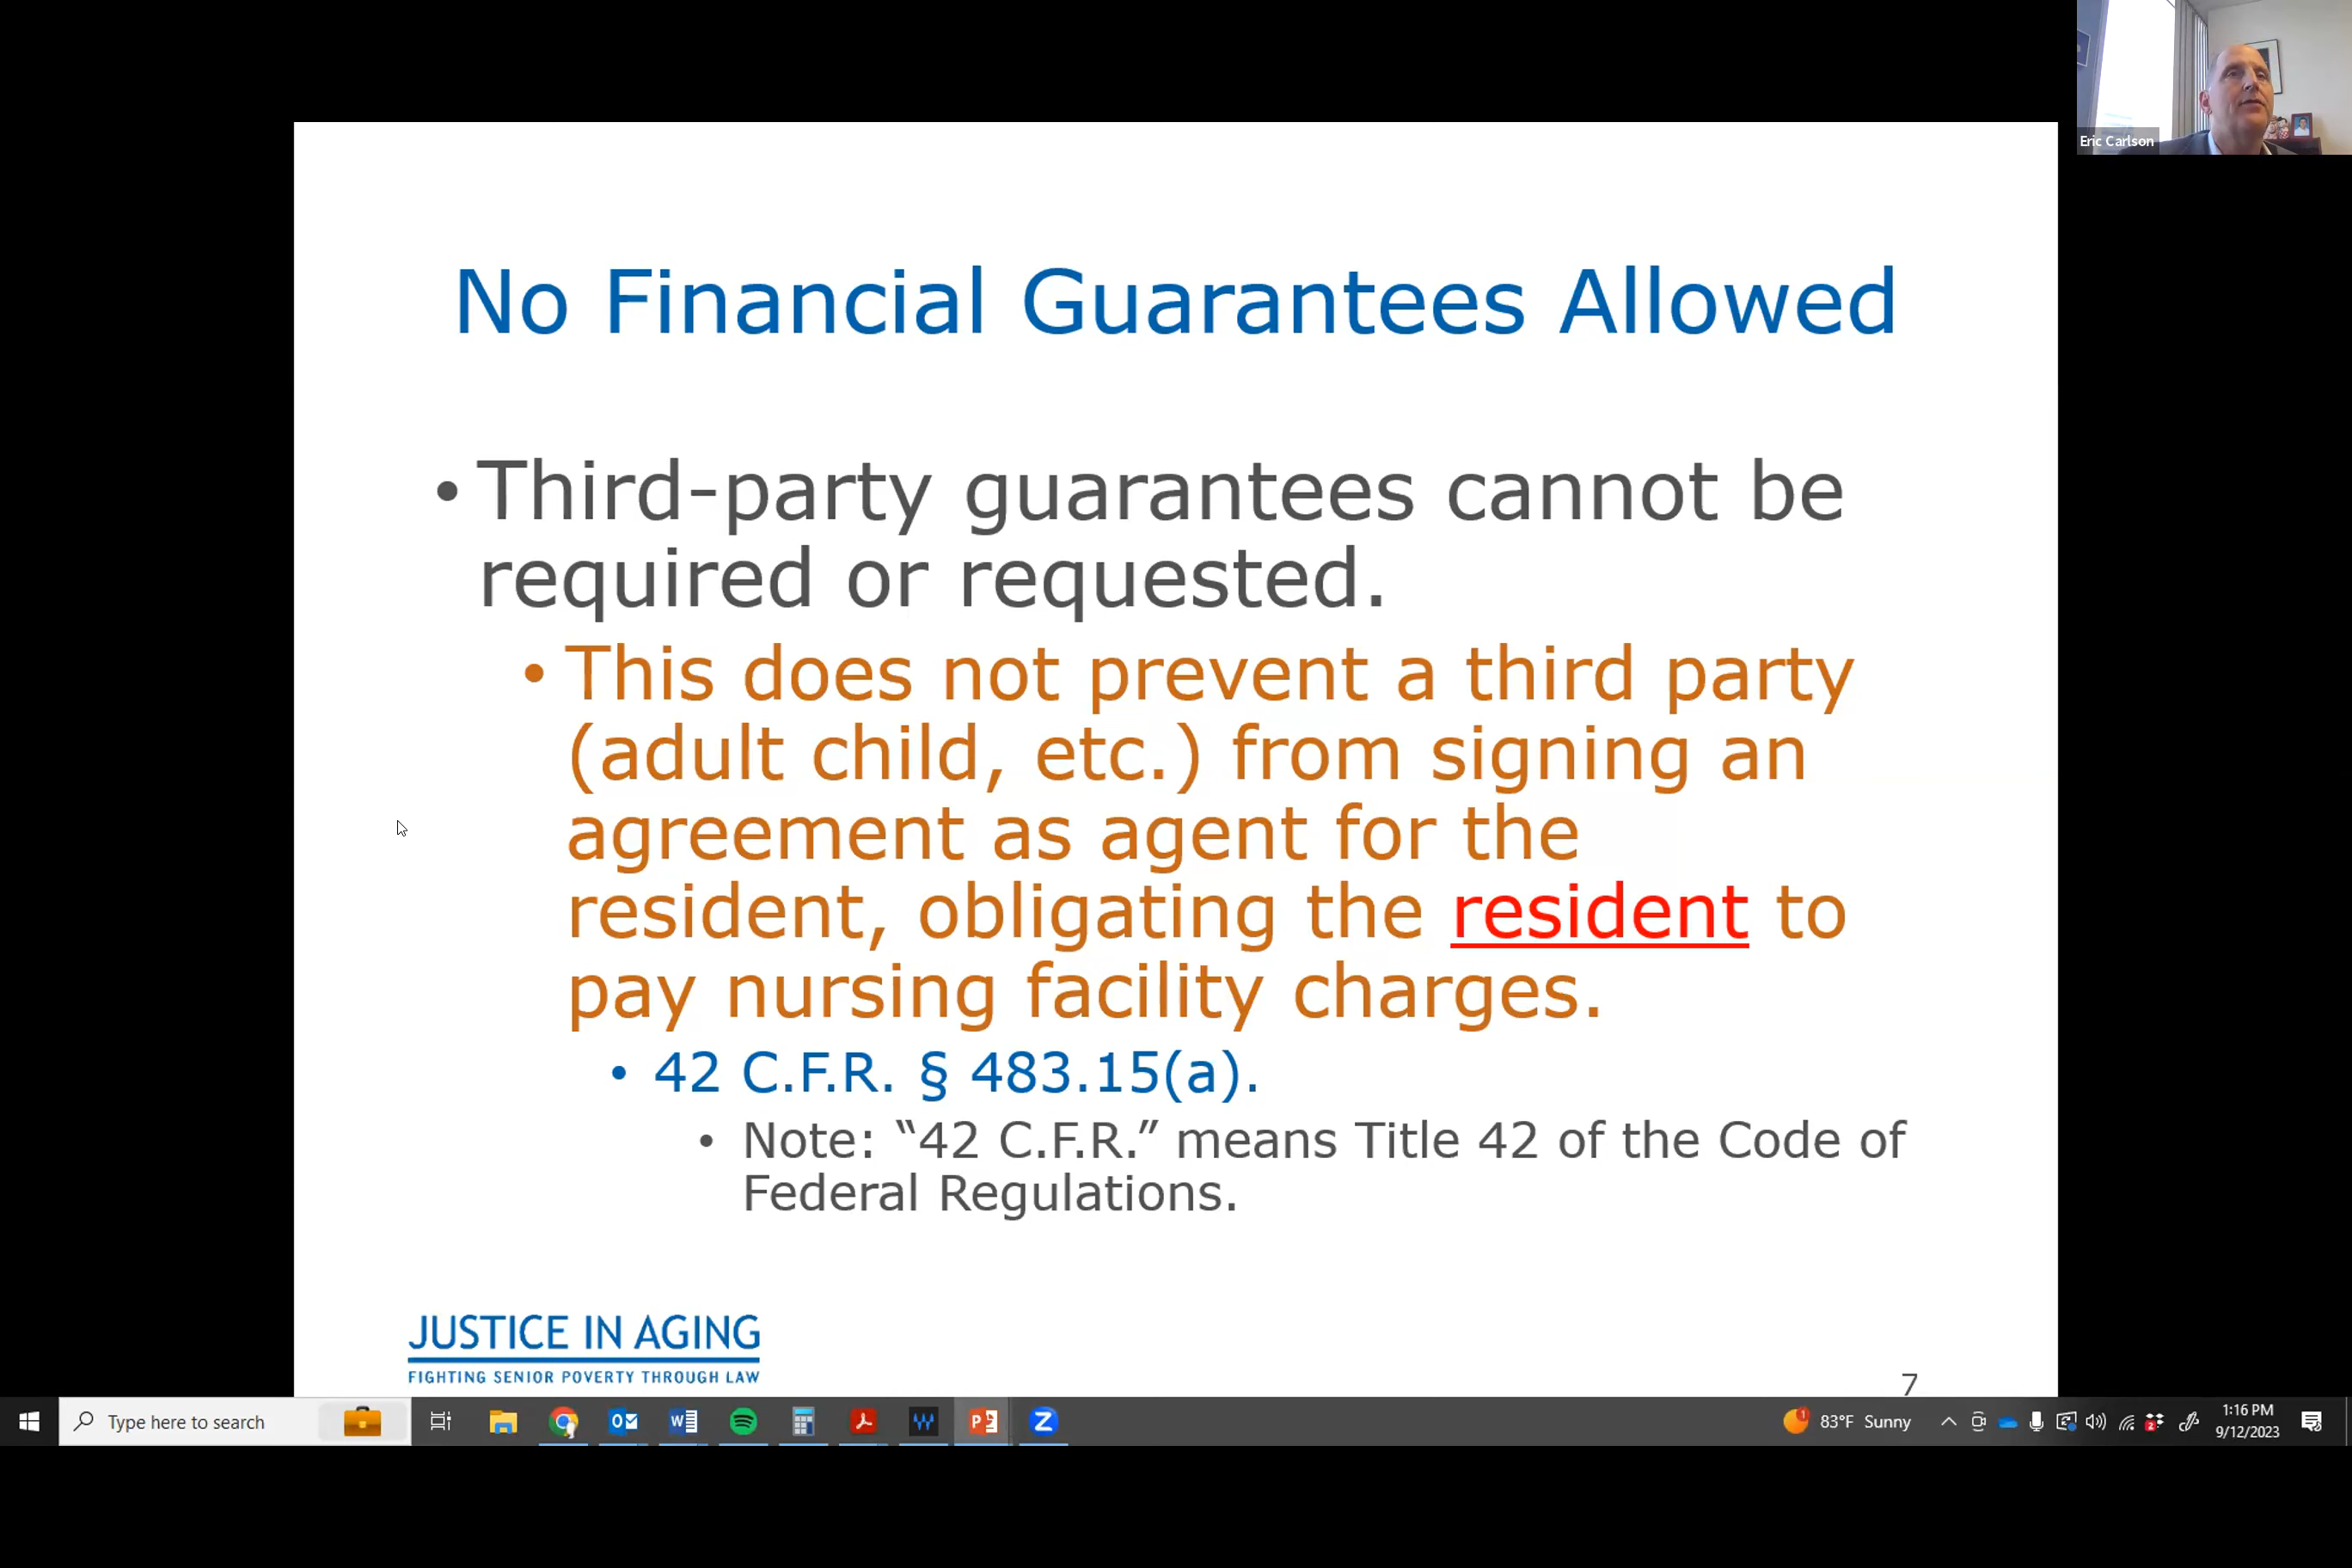 Eric Carlson
No Financial Guarantees Allowed
• Third-party guarantees cannot be
required or requested.
• This does not prevent a third party
(adult child, etc.) from signing an
agreement as agent for the
resident, obligating the resident to
pay nursing facility charges.
• 42 C.F.R. § 483.15(a).
• Note: “42 C.F.R.” means Title 42 of the Code of
Federal Regulations.
JUSTICE IN AGING
FIGHTING SENIOR POVERTY THROUGH LAW
7
Type here to search
83°F Sunny
1:16 PM
9/12/2023